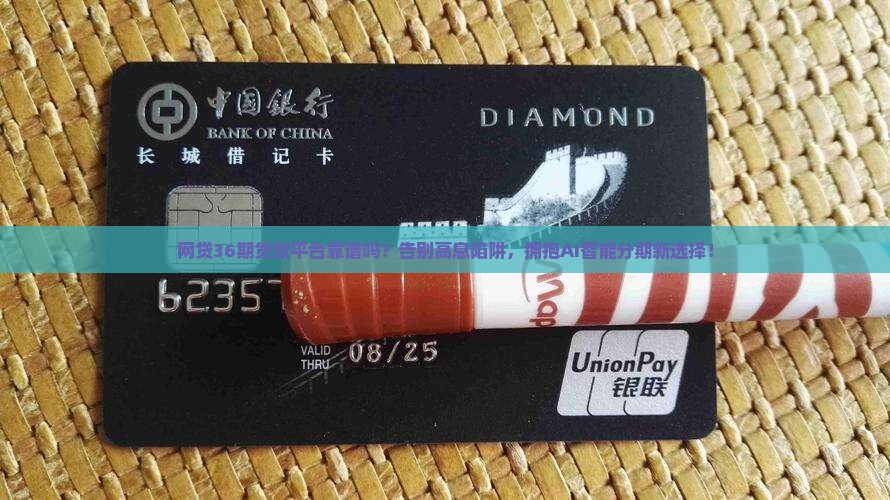 中国银行
BANK OF CHINA
DIAMOND
长城借记卡
网贷36期贷款平台靠谱吗？告别高息陷阱，拥抱AI智能分期新选择！
62357
VALID
THRU
08/25
UnionPay
银联